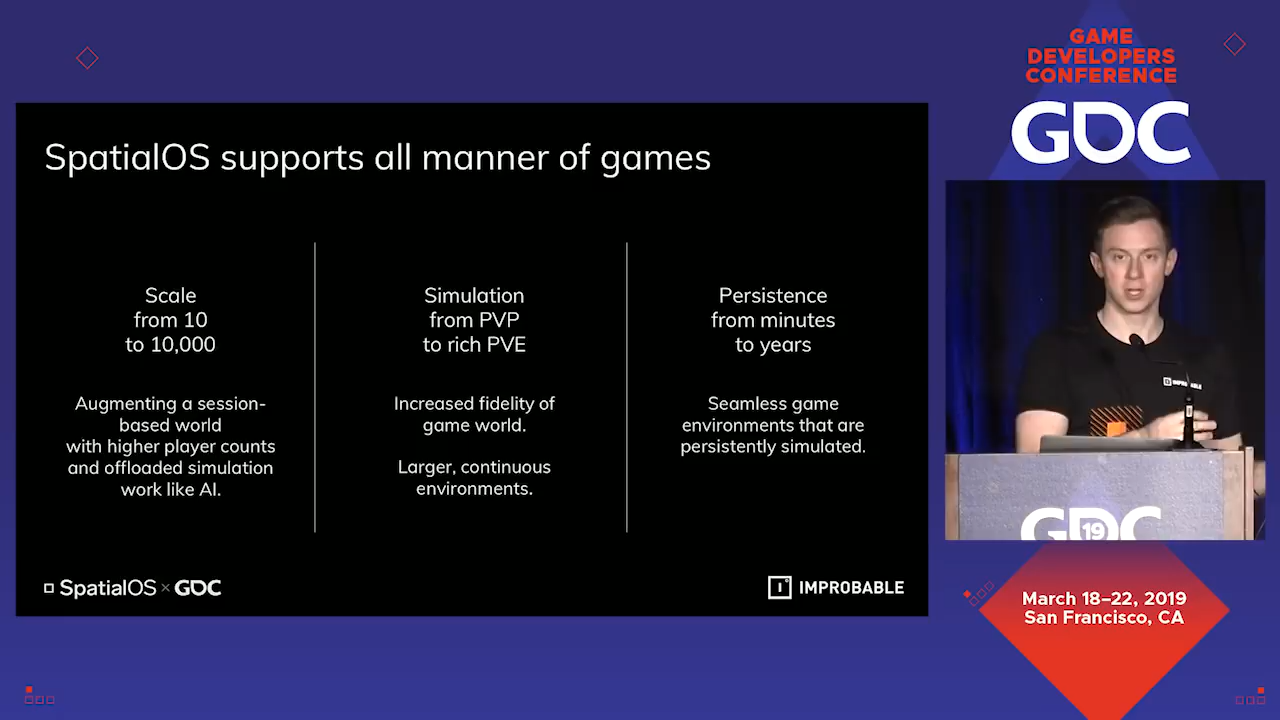 SpatialOS supports all manner of games
Scale
from 10
to 10,000
Augmenting a session-
based world
with higher player counts
and offloaded simulation
work like AI.
Simulation
from PVP
to rich PVE
Increased fidelity of
game world.
Larger, continuous
environments.
Persistence
from minutes
to years
Seamless game
environments that are
persistently simulated.
SpatialOS × GDC
IMPROBABLE
GAME
DEVELOPERS
CONFERENCE
GDC
IMPROBABLE
GDC
19
March 18–22, 2019
San Francisco, CA